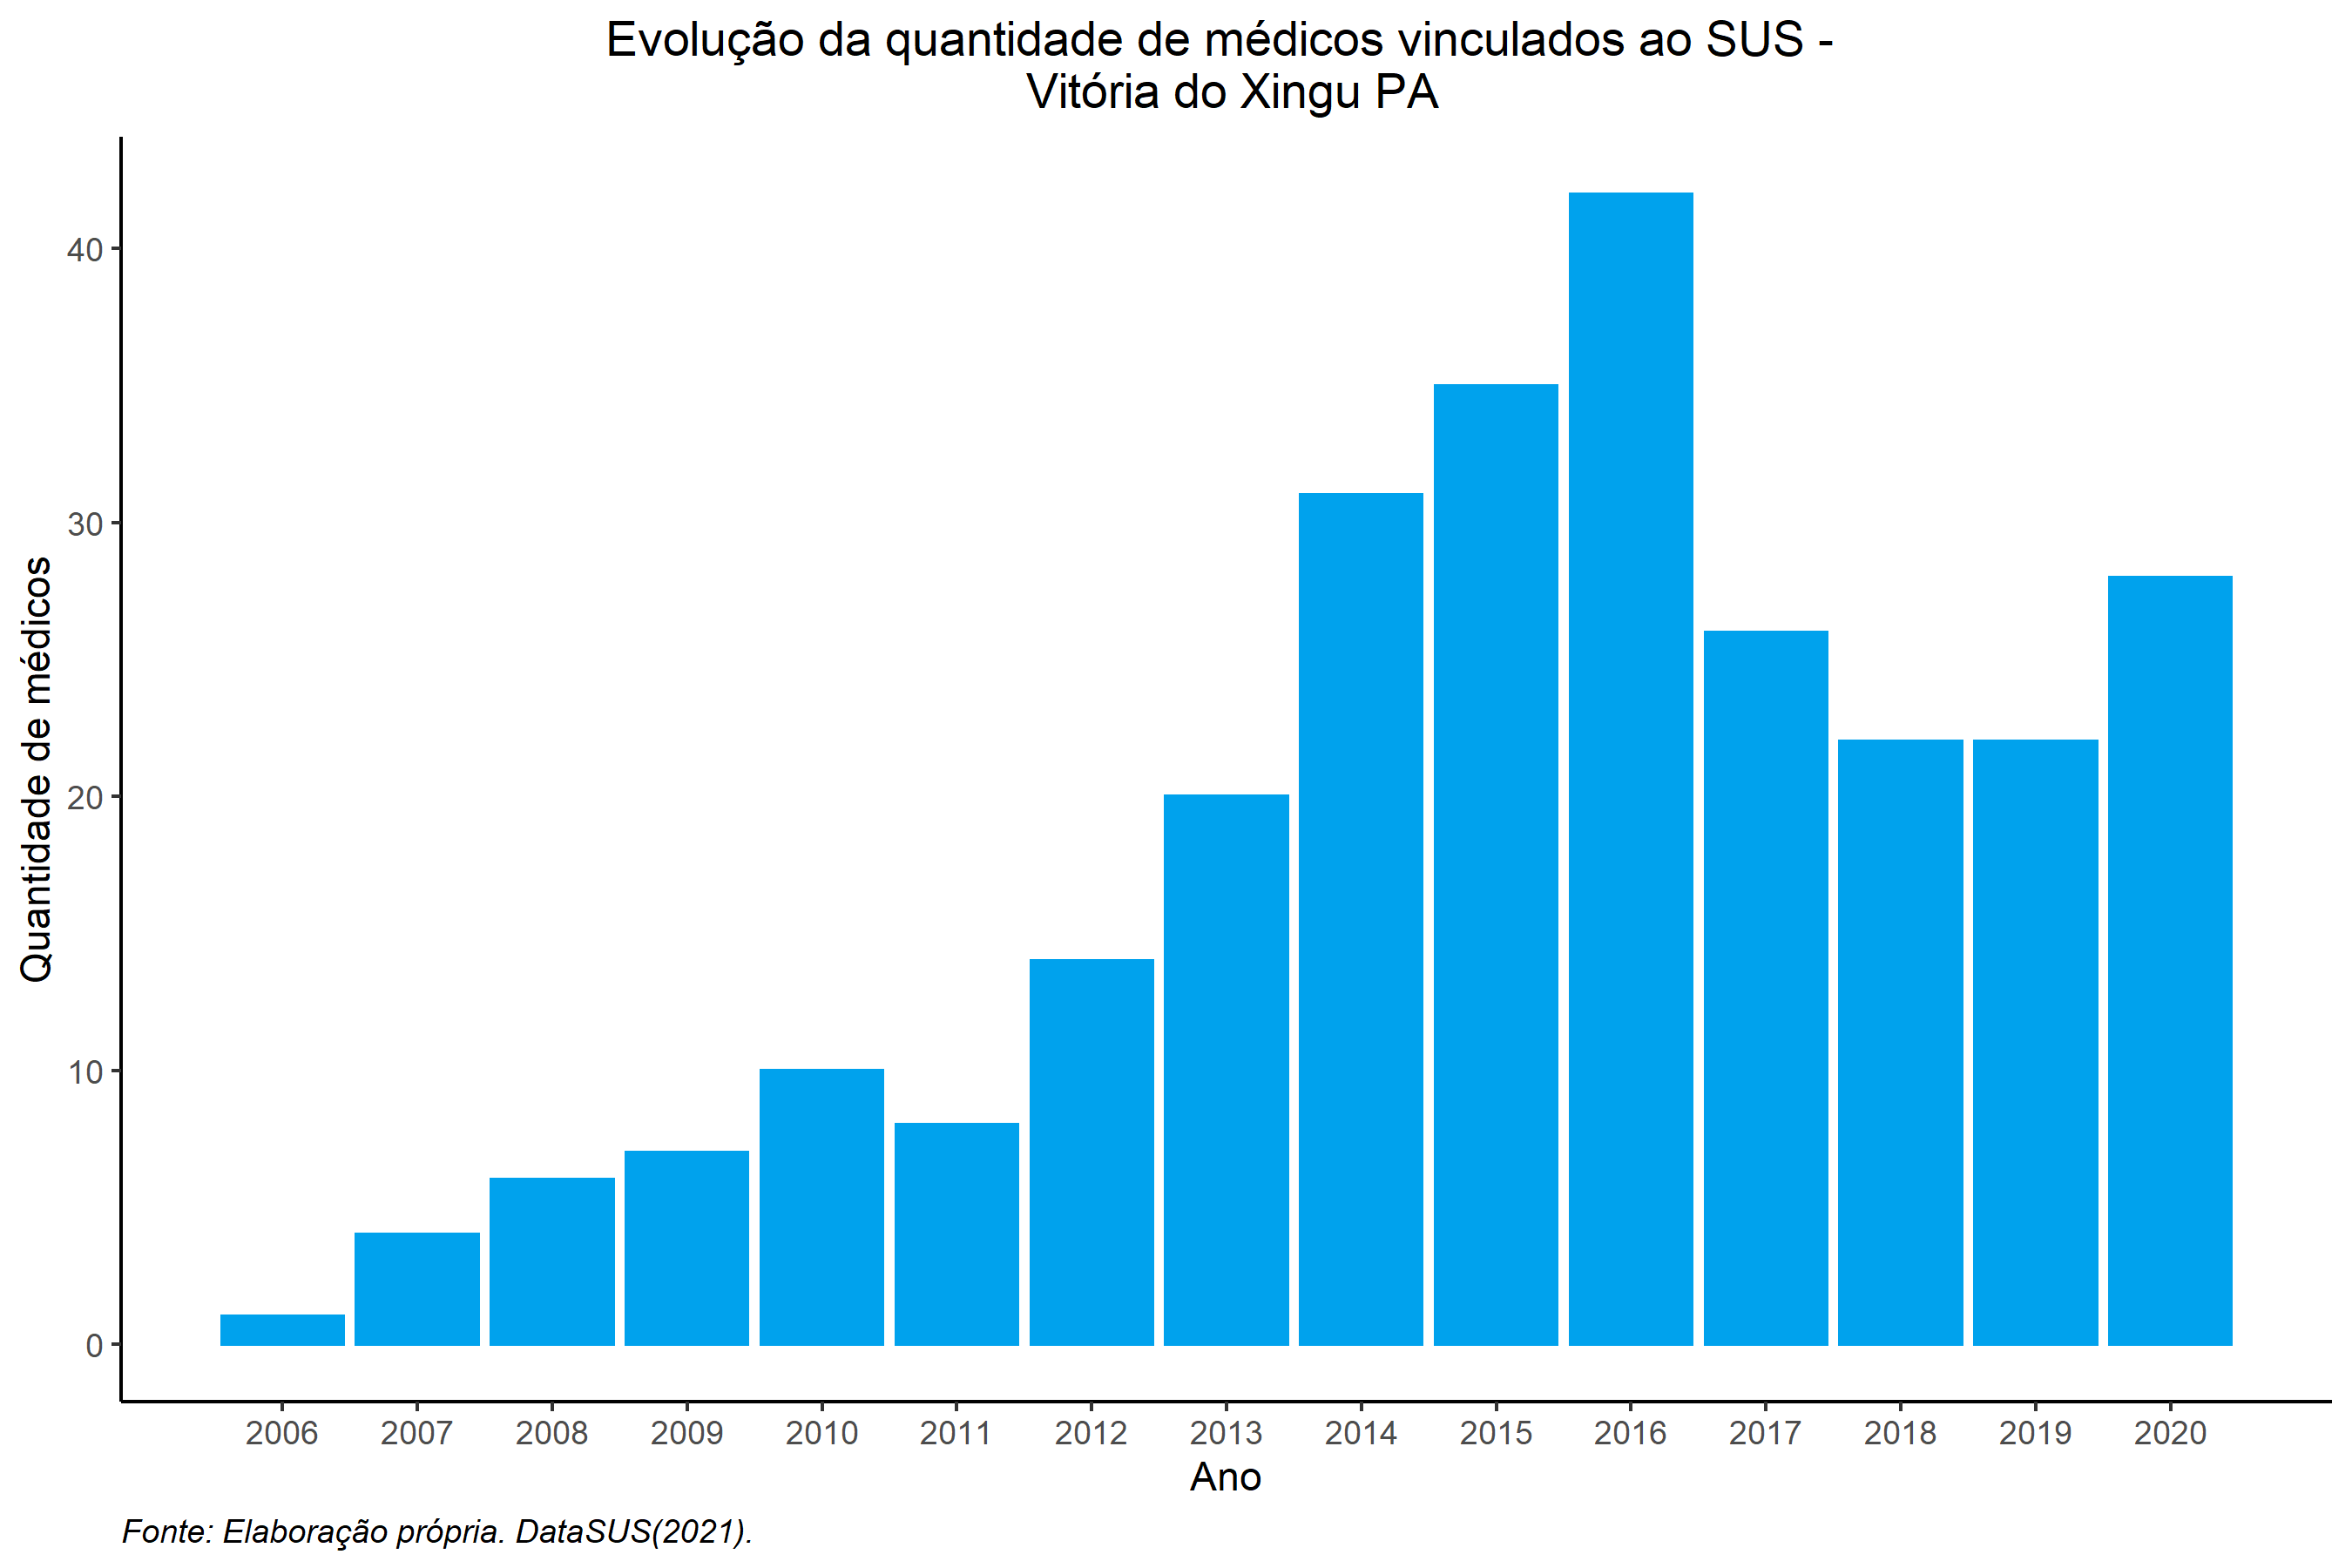 Evolução da quantidade de médicos vinculados ao SUS -
Vitória do Xingu PA
Quantidade de médicos
40
30
20
10
0
2006 2007 2008 2009 2010 2011 2012 2013 2014 2015 2016 2017 2018 2019 2020
Ano
Fonte: Elaboração própria. DataSUS(2021).